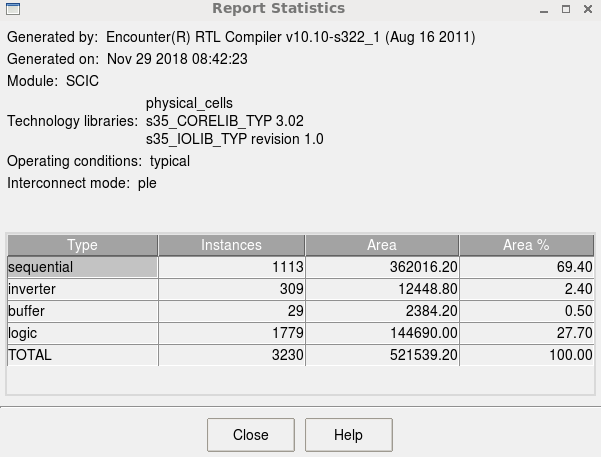 Report Statistics
Generated by: Encounter(R) RTL Compiler v10.10-s322_1 (Aug 16 2011)
Generated on: Nov 29 2018 08:42:23
Module: SCIC
physical_cells
Technology libraries: s35_CORELIB_TYP 3.02
s35_IOLIB_TYP revision 1.0
Operating conditions: typical
Interconnect mode: ple
Type Instances Area Area %
sequential 1113 362016.20 69.40
inverter 309 12448.80 2.40
buffer 29 2384.20 0.50
logic 1779 144690.00 27.70
TOTAL 3230 521539.20 100.00
Close Help